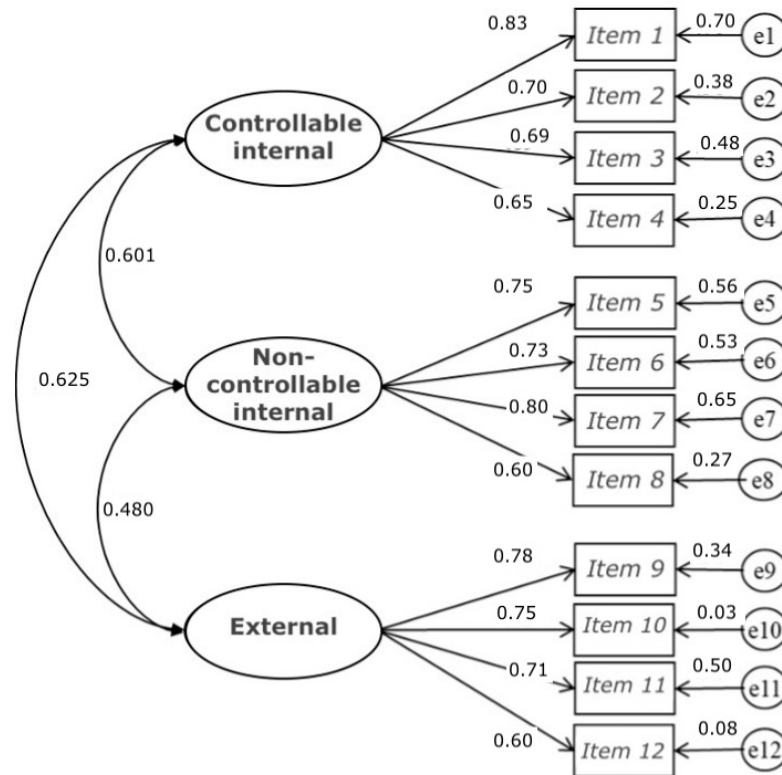 0.83
Item 1
0.70
e1
Controllable
internal
0.70
Item 2
0.38
e2
0.69
Item 3
0.48
e3
0.65
Item 4
0.25
e4
0.601
0.75
Item 5
0.56
e5
Non-
controllable
internal
0.73
Item 6
0.53
e6
0.625
0.80
Item 7
0.65
e7
0.60
Item 8
0.27
e8
0.480
0.78
Item 9
0.34
e9
External
0.75
Item 10
0.03
e10
0.71
Item 11
0.50
e11
0.60
Item 12
0.08
e12